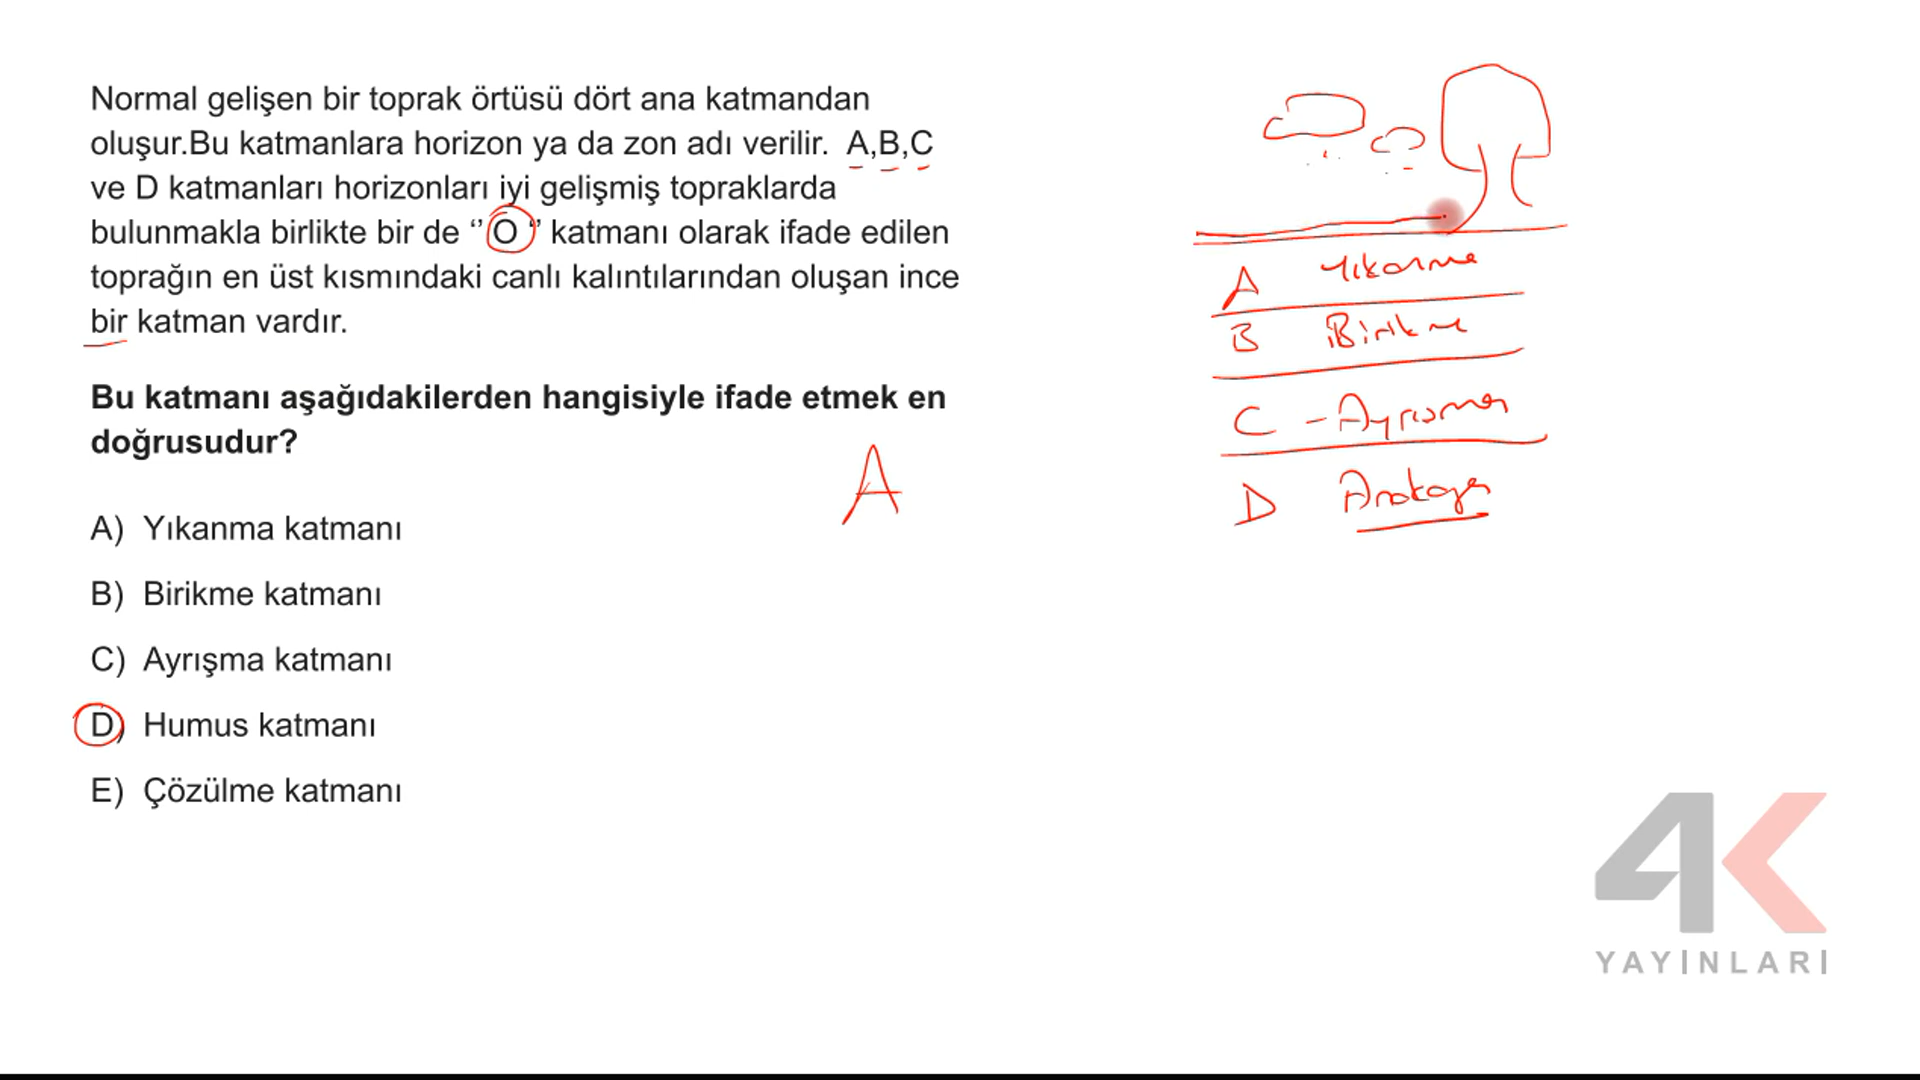 Normal gelişen bir toprak örtüsü dört ana katmandan
oluşur.Bu katmanlara horizon ya da zon adı verilir. A,B,C
ve D katmanları horizonları iyi gelişmiş topraklarda
bulunmakla birlikte bir de ‘’O‘’ katmanı olarak ifade edilen
toprağın en üst kısmındaki canlı kalıntılarından oluşan ince
bir katman vardır.
Bu katmanı aşağıdakilerden hangisiyle ifade etmek en
doğrusudur?
A
A) Yıkanma katmanı
B) Birikme katmanı
C) Ayrışma katmanı
D) Humus katmanı
E) Çözülme katmanı
A Yıkanma
B Birikme
C - Ayrışma
D Anakaya
4K
YAYINLARI